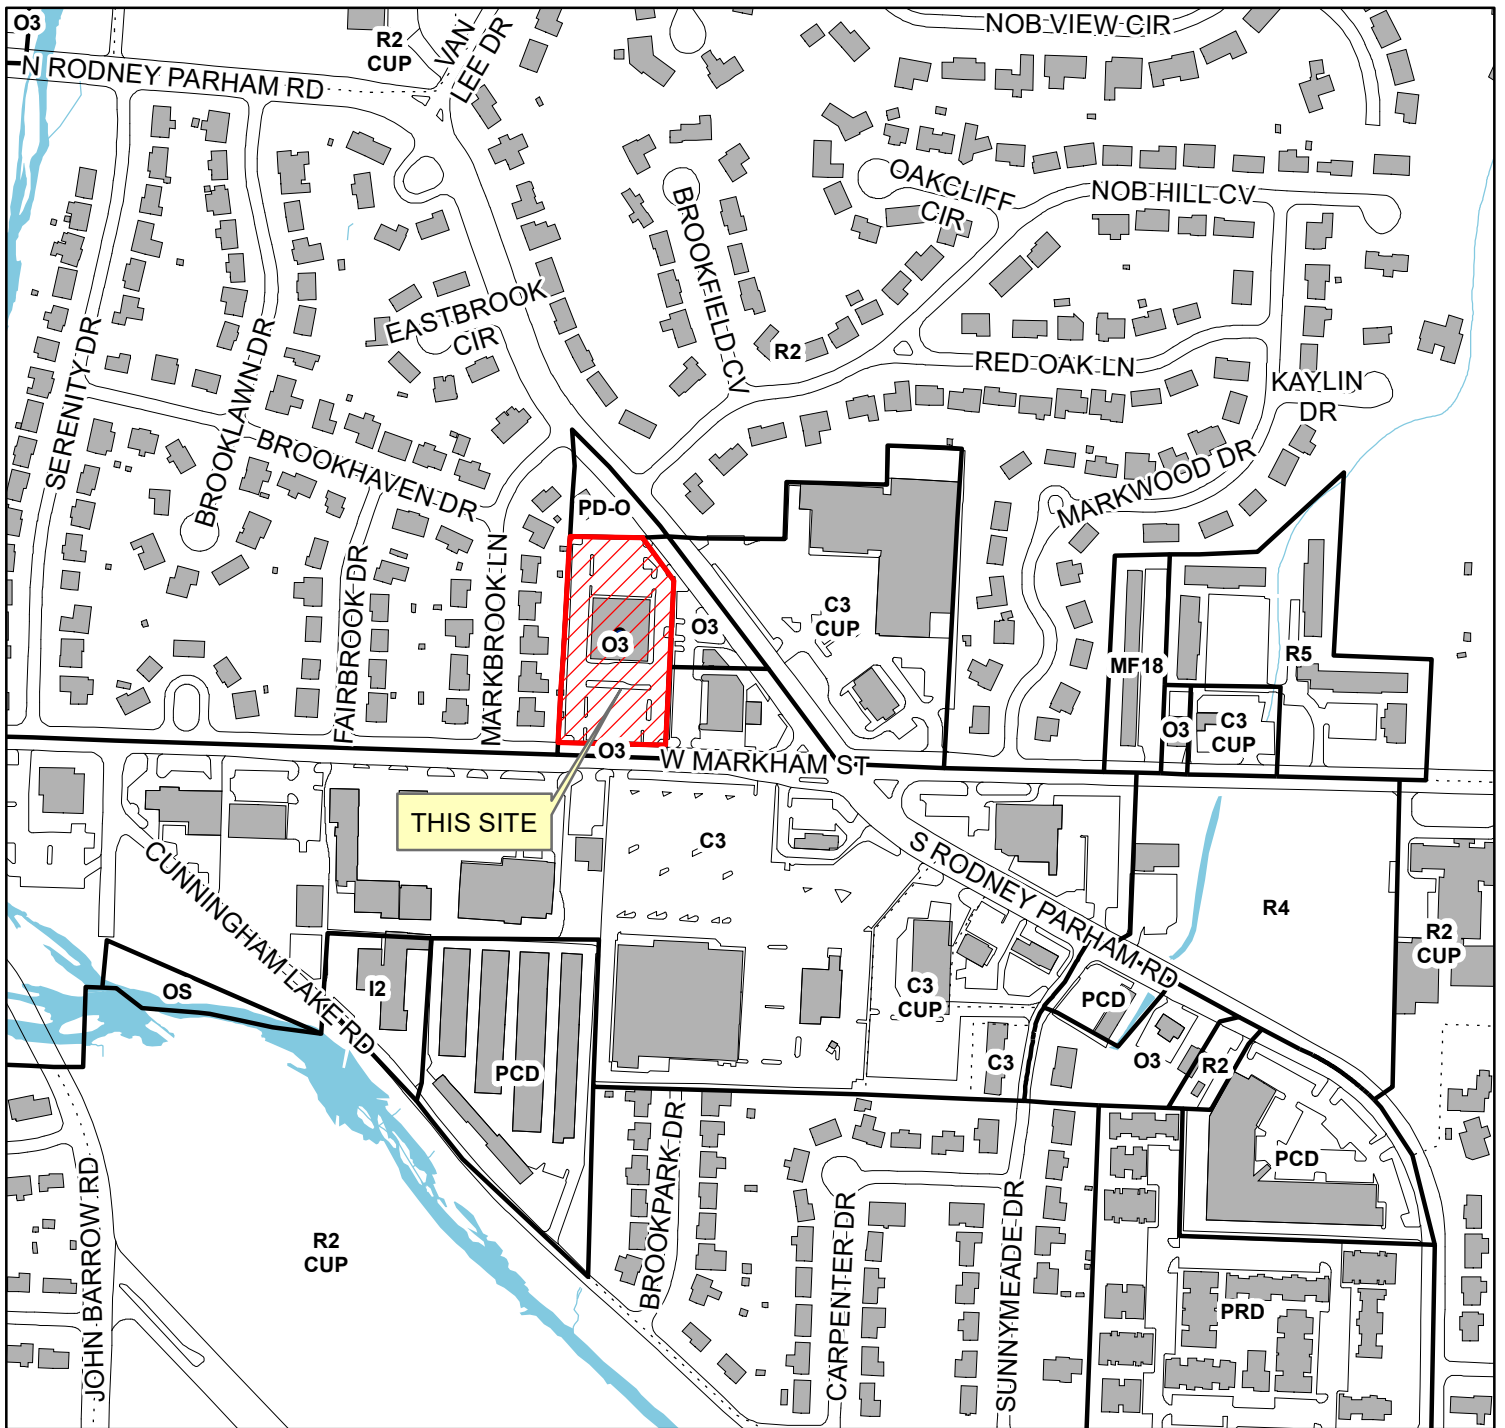 O3
N RODNEY PARHAM RD
R2
CUP
VAN
LEE DR
NOB VIEW CIR
OAKCLIFF
CIR
NOB HILL CV
BROOKFIELD CV
EASTBROOK
CIR
SERENITY DR
BROOKLAWN DR
R2
RED OAK LN
KAYLIN
DR
BROOKHAVEN DR
MARKWOOD DR
PD-O
FAIRBROOK DR
MARKBROOK LN
O3
O3
C3
CUP
MF18
R5
O3
C3
CUP
O3
W MARKHAM ST
THIS SITE
C3
S RODNEY PARHAM RD
CUNNINGHAM LAKE RD
R4
R2
CUP
OS
I2
C3
CUP
PCD
PCD
C3
O3
R2
PCD
BROOKPARK DR
CARPENTER DR
SUNNYMEADE DR
JOHN BARROW RD
R2
CUP
PRD